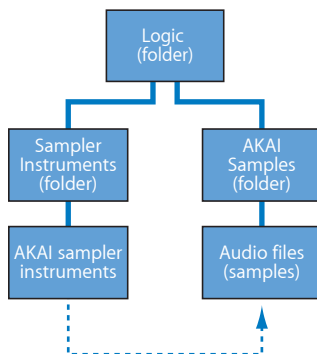 Logic
(folder)
Sampler
Instruments
(folder)
AKAI
Samples
(folder)
AKAI sampler
instruments
Audio files
(samples)